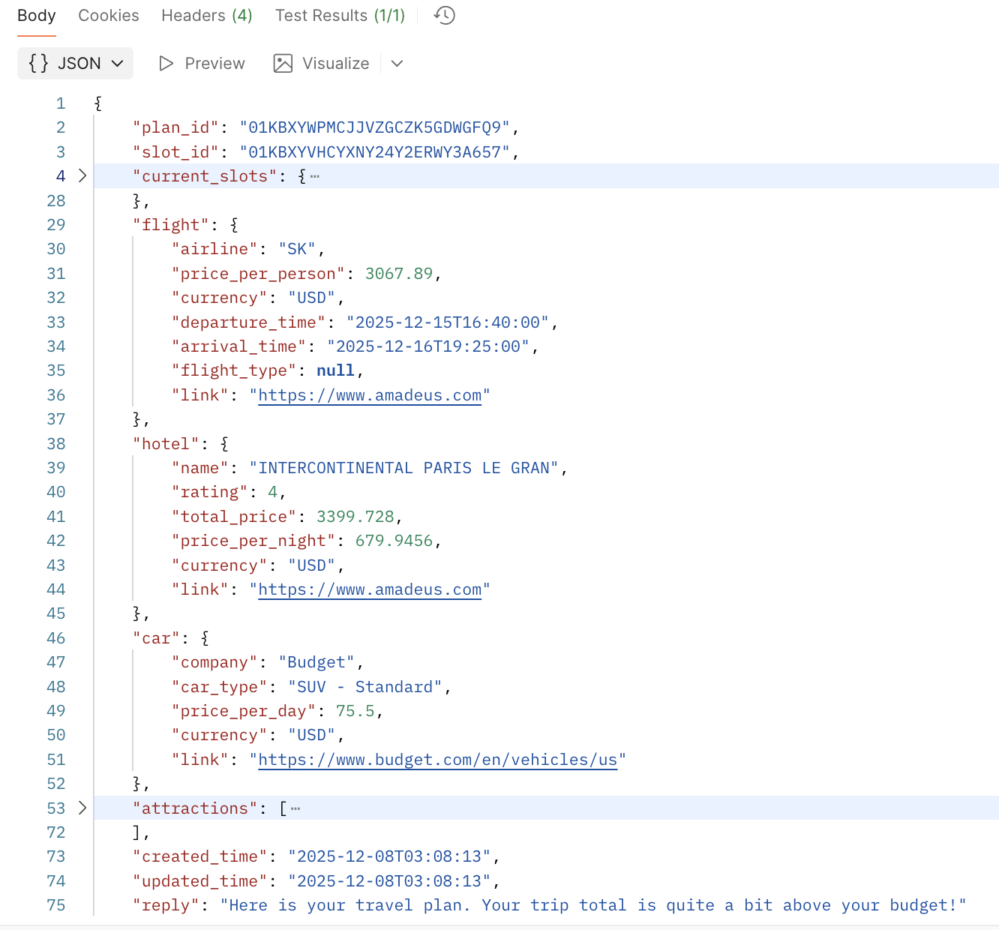 Body Cookies Headers (4) Test Results (1/1)
{} JSON Preview Visualize
1 {
2 "plan_id": "01KBXYWPMCJJVZGCZK5GDWGFQ9",
3 "slot_id": "01KBXYVHCYXNY24Y2ERWY3A657",
4 "current_slots": { ⋯
28 },
29 "flight": {
30 "airline": "SK",
31 "price_per_person": 3067.89,
32 "currency": "USD",
33 "departure_time": "2025-12-15T16:40:00",
34 "arrival_time": "2025-12-16T19:25:00",
35 "flight_type": null,
36 "link": "https://www.amadeus.com"
37 },
38 "hotel": {
39 "name": "INTERCONTINENTAL PARIS LE GRAN",
40 "rating": 4,
41 "total_price": 3399.728,
42 "price_per_night": 679.9456,
43 "currency": "USD",
44 "link": "https://www.amadeus.com"
45 },
46 "car": {
47 "company": "Budget",
48 "car_type": "SUV - Standard",
49 "price_per_day": 75.5,
50 "currency": "USD",
51 "link": "https://www.budget.com/en/vehicles/us"
52 },
53 "attractions": [ ⋯
72 ],
73 "created_time": "2025-12-08T03:08:13",
74 "updated_time": "2025-12-08T03:08:13",
75 "reply": "Here is your travel plan. Your trip total is quite a bit above your budget!"